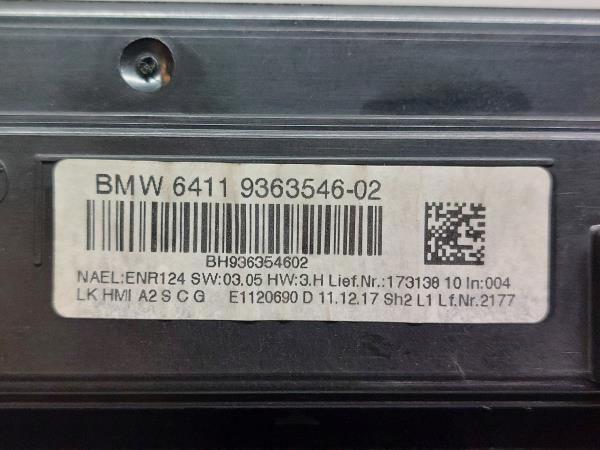 BMW 6411 9363546-02
BH936354602
NAEL:ENR124 SW:03.05 HW:3.H Lief.Nr.:173138 10 In:004
LK HMI A2 S C G E1120690 D 11.12.17 Sh2 L1 Lf.Nr.2177